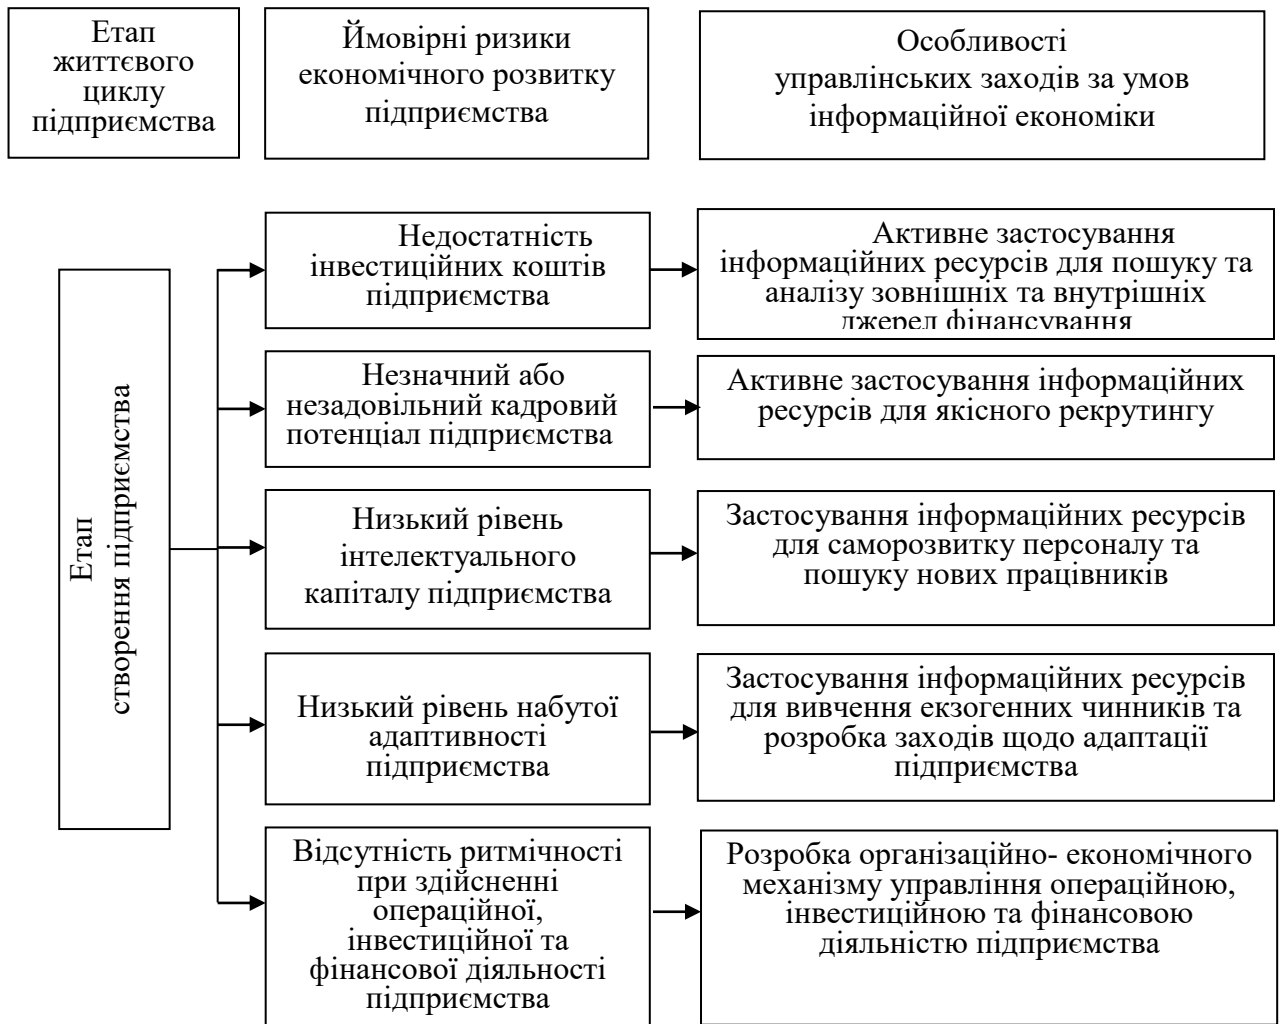 Етап
життєвого
циклу
підприємства
Ймовірні ризики
економічного розвитку
підприємства
Особливості
управлінських заходів за умов
інформаційної економіки
Етап
створення підприємства
Недостатність
інвестиційних коштів
підприємства
Активне застосування
інформаційних ресурсів для пошуку та
аналізу зовнішніх та внутрішніх
джерел фінансування
Незначний або
незадовільний кадровий
потенціал підприємства
Активне застосування інформаційних
ресурсів для якісного рекрутингу
Низький рівень
інтелектуального
капіталу підприємства
Застосування інформаційних ресурсів
для саморозвитку персоналу та
пошуку нових працівників
Низький рівень набутої
адаптивності
підприємства
Застосування інформаційних ресурсів
для вивчення екзогенних чинників та
розробка заходів щодо адаптації
підприємства
Відсутність ритмічності
при здійсненні
операційної,
інвестиційної та
фінансової діяльності
підприємства
Розробка організаційно- економічного
механізму управління операційною,
інвестиційною та фінансовою
діяльністю підприємства